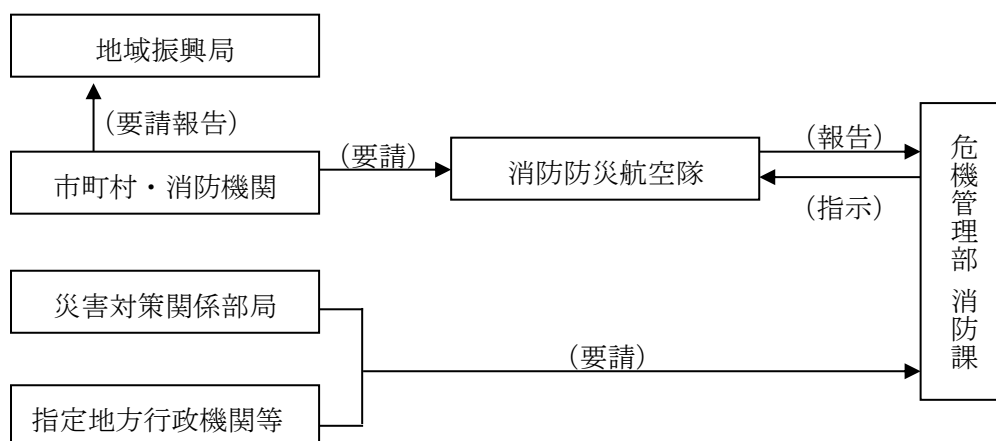 地域振興局
（要請報告）
市町村・消防機関
（要請）
消防防災航空隊
（報告）
（指示）
危機管理部 消防課
災害対策関係部局
（要請）
指定地方行政機関等